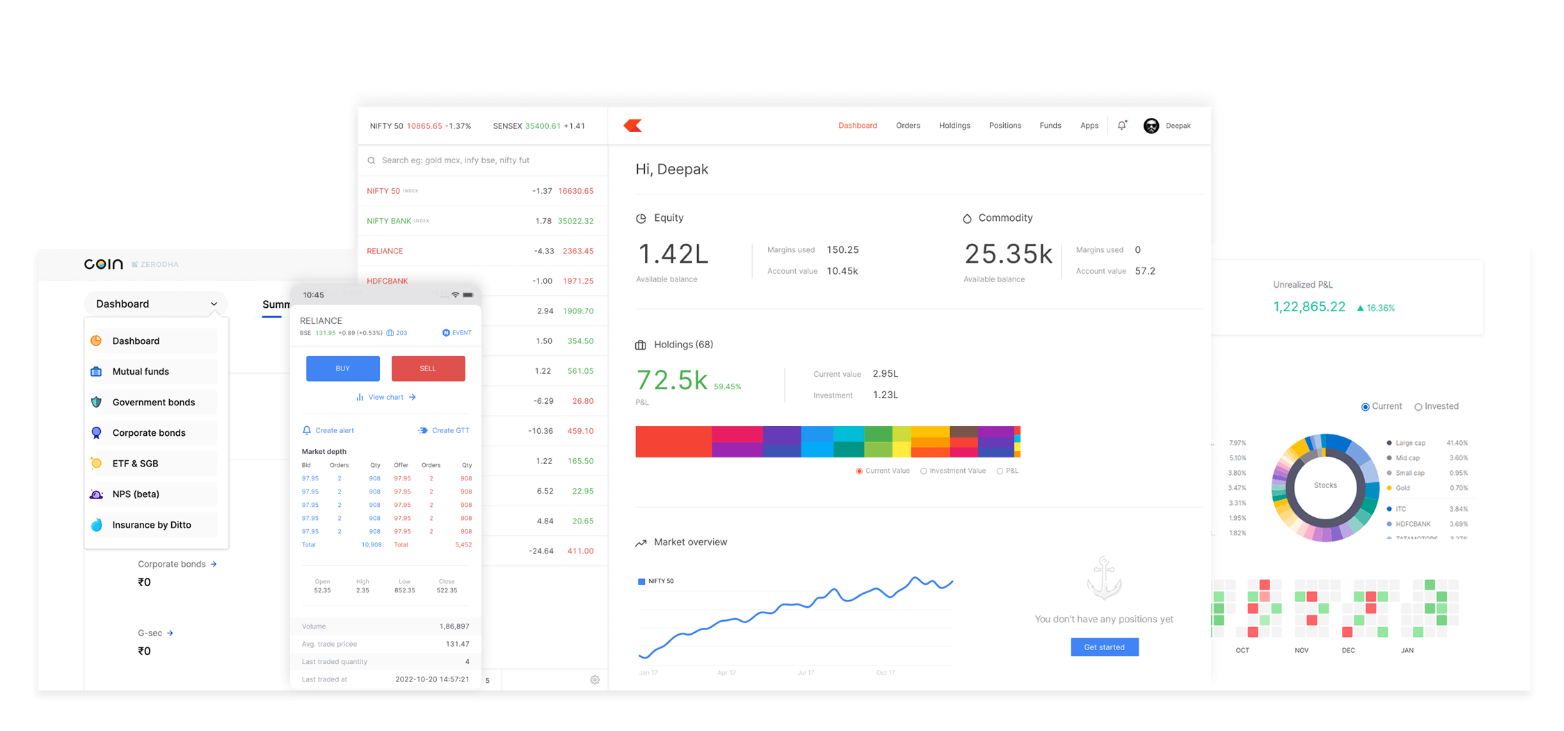 NIFTY 50 10865.65 -1.37% SENSEX 35400.61 +1.41
Dashboard Orders Holdings Positions Funds Apps Deepak
Search eg: gold mcx, infy bse, nifty fut
NIFTY 50 INDEX -1.37 16630.65
NIFTY BANK INDEX 1.78 35022.32
RELIANCE -4.33 2363.45
HDFCBANK -1.00 1971.25
2.94 1909.70
1.50 354.50
1.22 561.05
-6.29 26.80
-10.36 459.10
1.22 165.50
6.52 22.95
4.84 20.65
-24.64 411.00
5
Hi, Deepak
Equity
1.42L
Available balance
Margins used 150.25
Account value 10.45k
Commodity
25.35k
Available balance
Margins used 0
Account value 57.2
Holdings (68)
72.5k 59.45%
P&L
Current value 2.95L
Investment 1.23L
Current Value Investment Value P&L
Market overview
NIFTY 50
Jan 17 Apr 17 Jul 17 Oct 17
You don't have any positions yet
Get started
COIN ZERODHA
Dashboard
Summ
Dashboard
Mutual funds
Government bonds
Corporate bonds
ETF & SGB
NPS (beta)
Insurance by Ditto
Corporate bonds →
₹0
G-sec →
₹0
10:45
RELIANCE
BSE 131.95 +0.89 (+0.53%) 203 EVENT
BUY SELL
View chart →
Create alert Create GTT
Market depth
Bid Orders Qty Offer Orders Qty
97.95 2 908 97.95 2 908
97.95 2 908 97.95 2 908
97.95 2 908 97.95 2 908
97.95 2 908 97.95 2 908
97.95 2 908 97.95 2 908
Total 10,908 Total 5,452
Open High Low Close
52.35 2.35 852.35 522.35
Volume 1,86,897
Avg. trade pricee 131.47
Last traded quantity 4
Last traded at 2022-10-20 14:57:21
Unrealized P&L
1,22,865.22 ▲ 16.36%
Current Invested
7.97%
5.10%
3.80%
3.47%
3.31%
1.95%
1.82%
Stocks
Large cap 41.40%
Mid cap 3.60%
Small cap 0.95%
Gold 0.70%
ITC 3.84%
HDFCBANK 3.69%
OCT NOV DEC JAN